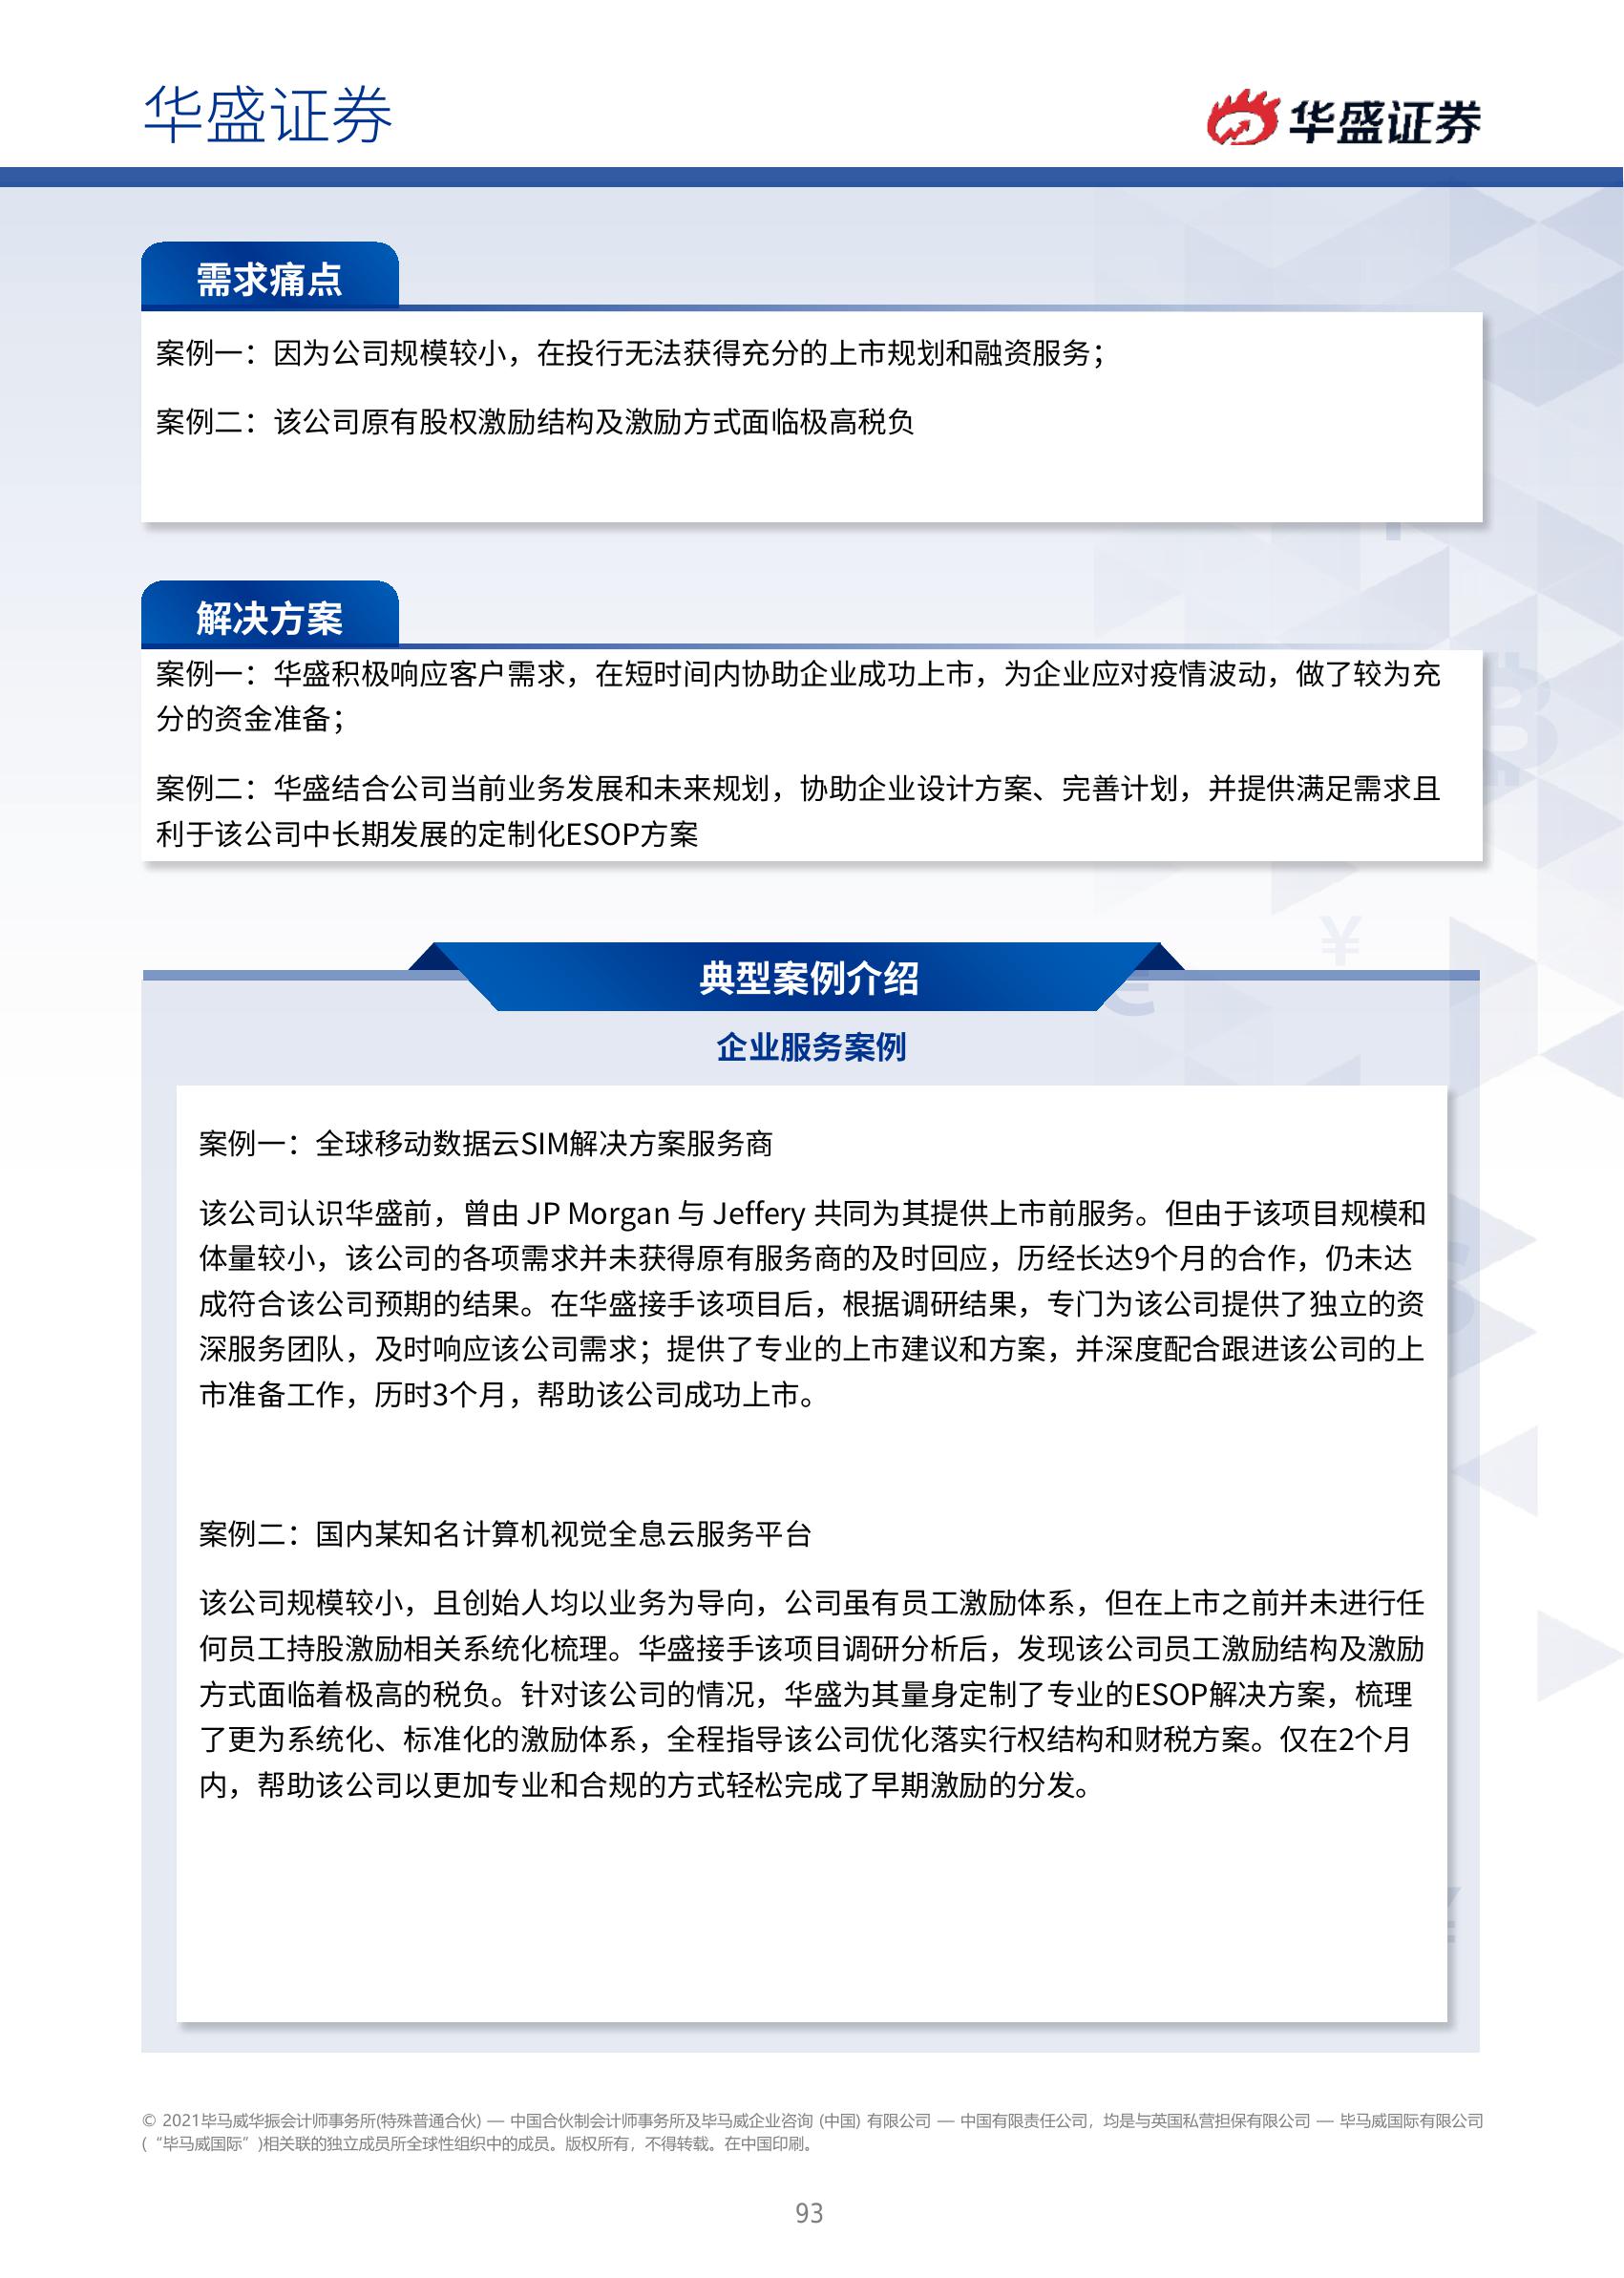 华盛证券
华盛证券
需求痛点
案例一：因为公司规模较小，在投行无法获得充分的上市规划和融资服务；
案例二：该公司原有股权激励结构及激励方式面临极高税负
解决方案
案例一：华盛积极响应客户需求，在短时间内协助企业成功上市，为企业应对疫情波动，做了较为充
分的资金准备；
案例二：华盛结合公司当前业务发展和未来规划，协助企业设计方案、完善计划，并提供满足需求且
利于该公司中长期发展的定制化ESOP方案
典型案例介绍
企业服务案例
案例一：全球移动数据云SIM解决方案服务商
该公司认识华盛前，曾由 JP Morgan 与 Jeffery 共同为其提供上市前服务。但由于该项目规模和
体量较小，该公司的各项需求并未获得原有服务商的及时回应，历经长达9个月的合作，仍未达
成符合该公司预期的结果。在华盛接手该项目后，根据调研结果，专门为该公司提供了独立的资
深服务团队，及时响应该公司需求；提供了专业的上市建议和方案，并深度配合跟进该公司的上
市准备工作，历时3个月，帮助该公司成功上市。
案例二：国内某知名计算机视觉全息云服务平台
该公司规模较小，且创始人均以业务为导向，公司虽有员工激励体系，但在上市之前并未进行任
何员工持股激励相关系统化梳理。华盛接手该项目调研分析后，发现该公司员工激励结构及激励
方式面临着极高的税负。针对该公司的情况，华盛为其量身定制了专业的ESOP解决方案，梳理
了更为系统化、标准化的激励体系，全程指导该公司优化落实行权结构和财税方案。仅在2个月
内，帮助该公司以更加专业和合规的方式轻松完成了早期激励的分发。
© 2021毕马威华振会计师事务所(特殊普通合伙) — 中国合伙制会计师事务所及毕马威企业咨询 (中国) 有限公司 — 中国有限责任公司，均是与英国私营担保有限公司 — 毕马威国际有限公司
(“毕马威国际”)相关联的独立成员所全球性组织中的成员。版权所有，不得转载。在中国印刷。
93